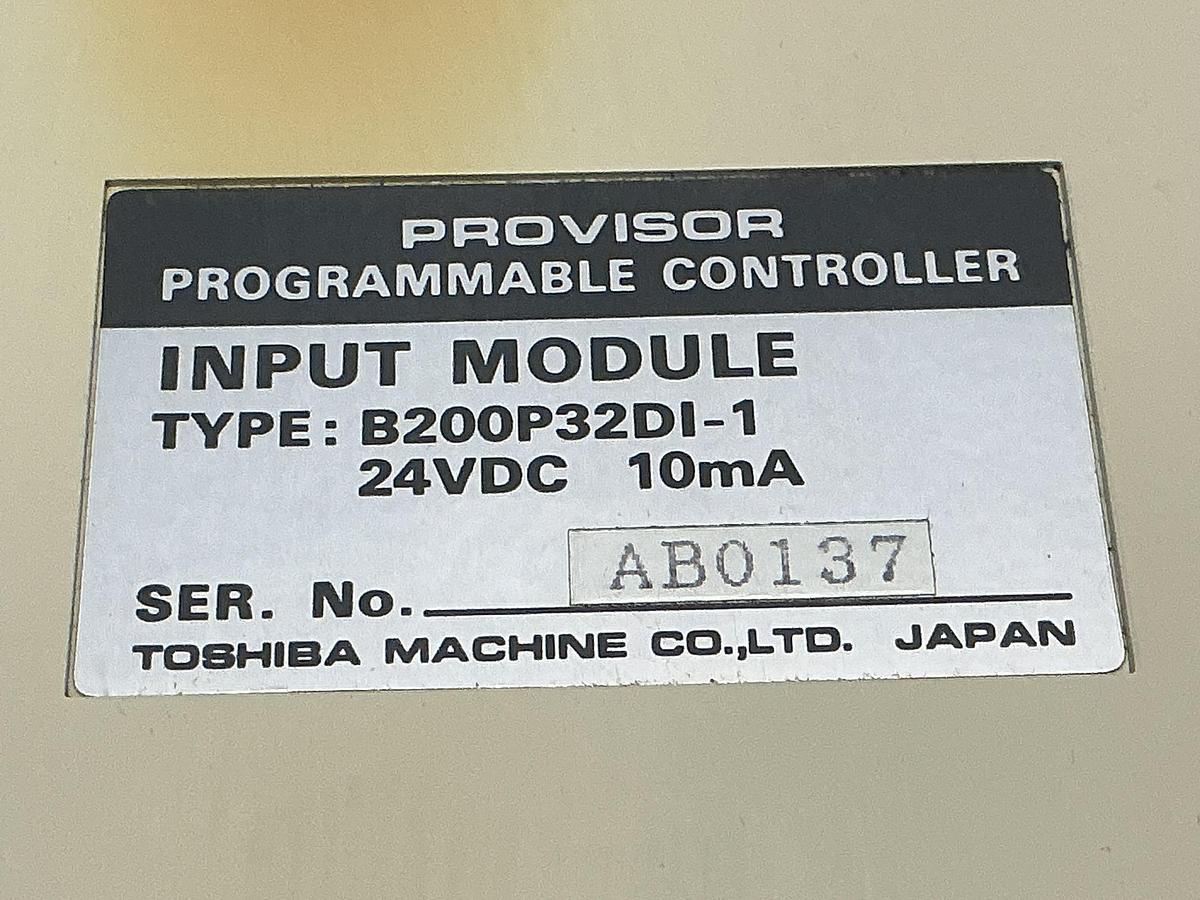 PROVISOR
PROGRAMMABLE CONTROLLER
INPUT MODULE
TYPE: B200P32DI-1
24VDC 10mA
SER. No. AB0137
TOSHIBA MACHINE CO.,LTD. JAPAN